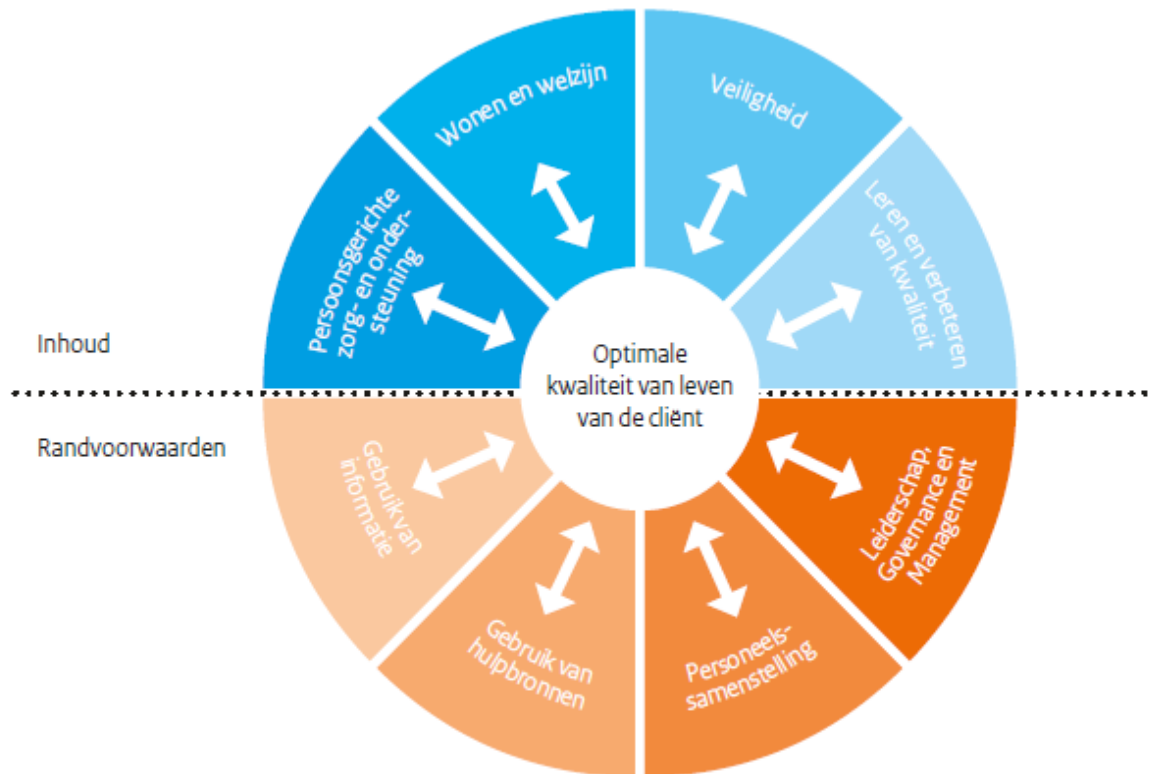 Wonen en welzijn
Veiligheid
Persoonsgerichte
zorg- en onder-
steuning
Leren en verbeteren
van kwaliteit
Inhoud
Optimale
kwaliteit van leven
van de cliënt
Randvoorwaarden
Gebruik van
informatie
Leiderschap,
Governance en
Management
Gebruik van
hulpbronnen
Personeels-
samenstelling